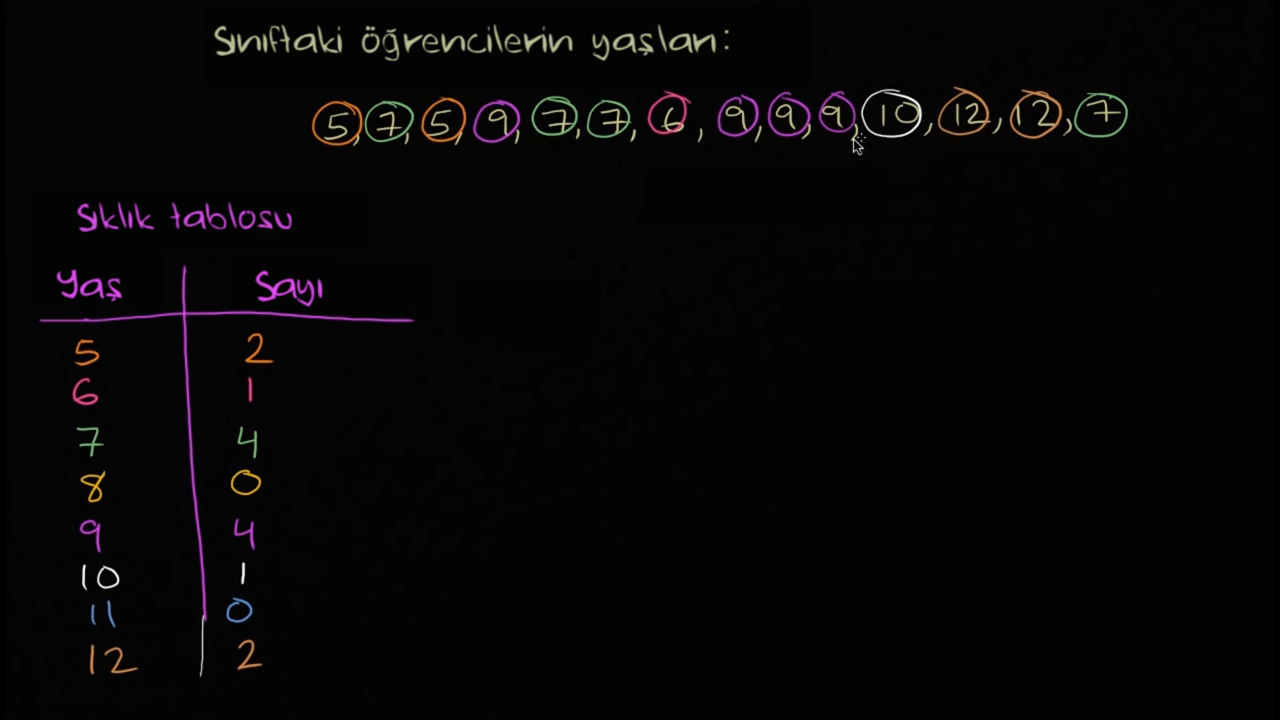 Sınıftaki öğrencilerin yaşları:
5, 7, 5, 9, 7, 7, 6, 9, 9, 9, 10, 12, 12, 7
Sıklık tablosu
Yaş Sayı
5 2
6 1
7 4
8 0
9 4
10 1
11 0
12 2